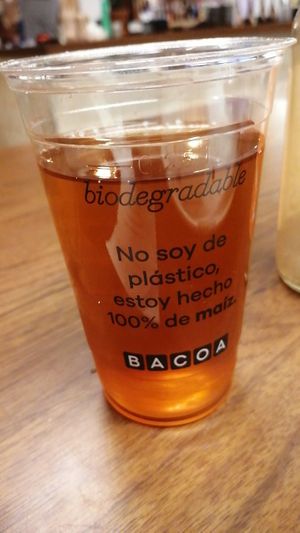 biodegradable
No soy de
plástico,
estoy hecho
100% de maíz.
BACOA